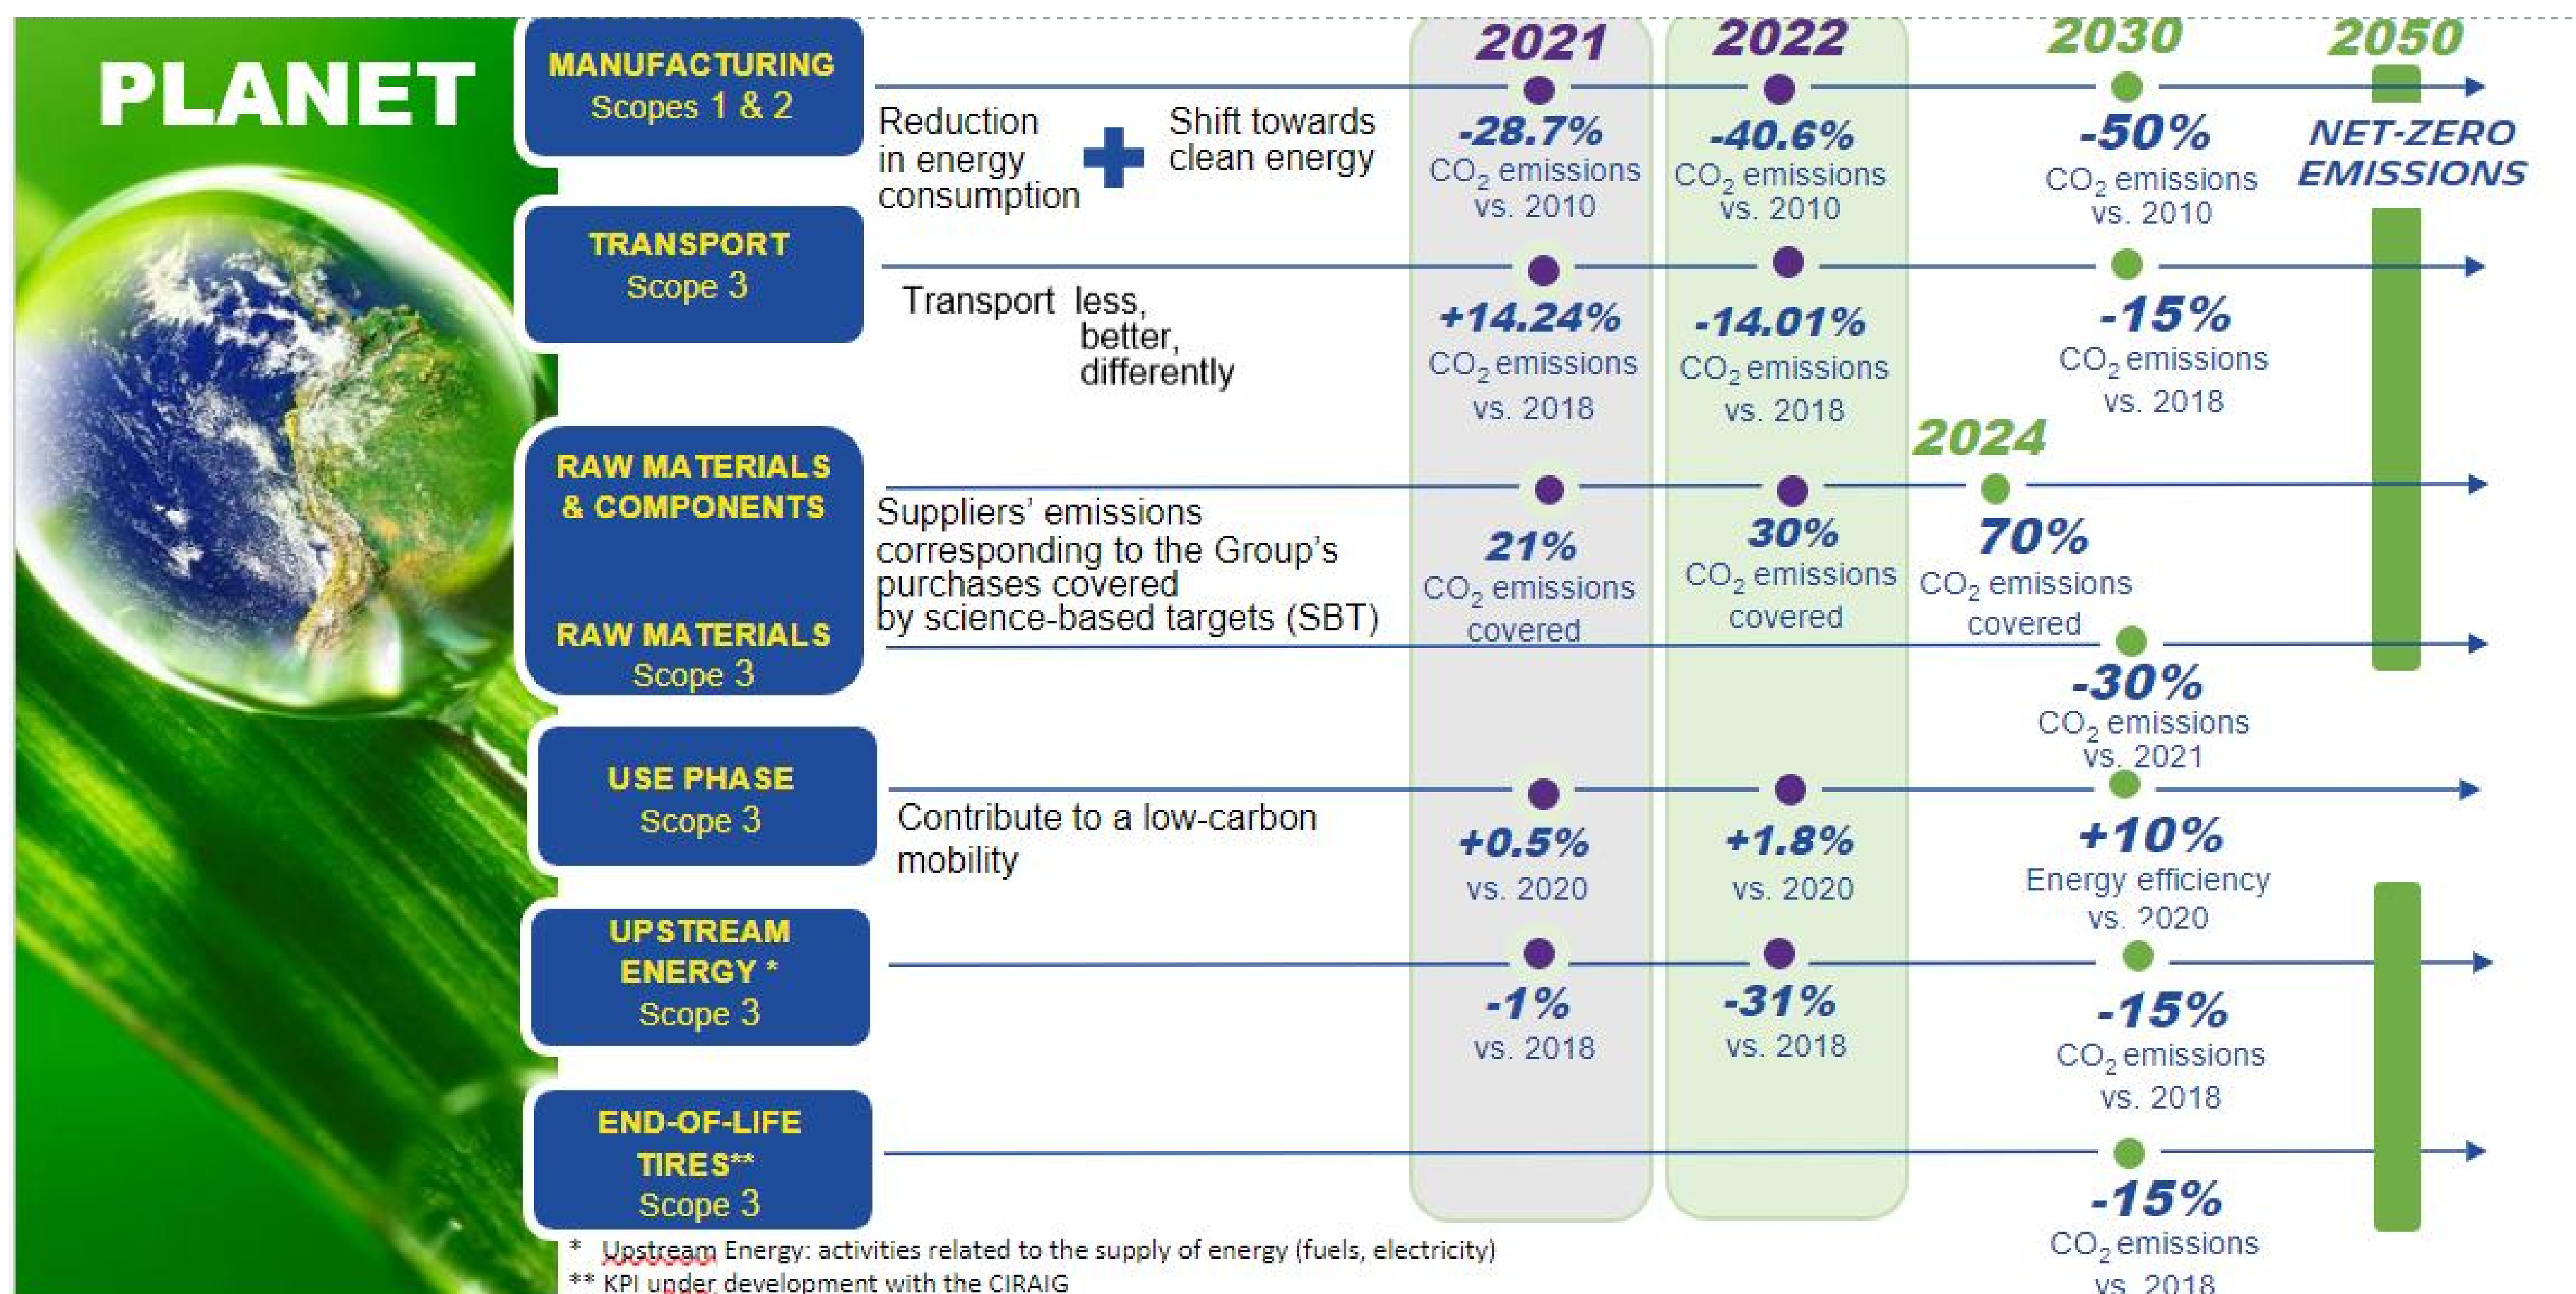 PLANET
MANUFACTURING
Scopes 1 & 2
Reduction
in energy
consumption
Shift towards
clean energy
2021
2022
2030
2050
-28.7%
CO₂ emissions
vs. 2010
-40.6%
CO₂ emissions
vs. 2010
-50%
CO₂ emissions
vs. 2010
NET-ZERO
EMISSIONS
TRANSPORT
Scope 3
Transport less,
better,
differently
+14.24%
CO₂ emissions
vs. 2018
-14.01%
CO₂ emissions
vs. 2018
-15%
CO₂ emissions
vs. 2018
RAW MATERIALS
& COMPONENTS
Suppliers’ emissions
corresponding to the Group’s
purchases covered
by science-based targets (SBT)
21%
CO₂ emissions
covered
30%
CO₂ emissions
covered
2024
70%
CO₂ emissions
covered
RAW MATERIALS
Scope 3
-30%
CO₂ emissions
vs. 2021
USE PHASE
Scope 3
Contribute to a low-carbon
mobility
+0.5%
vs. 2020
+1.8%
vs. 2020
+10%
Energy efficiency
vs. 2020
UPSTREAM
ENERGY *
Scope 3
-1%
vs. 2018
-31%
vs. 2018
-15%
CO₂ emissions
vs. 2018
END-OF-LIFE
TIRES**
Scope 3
-15%
CO₂ emissions
vs. 2018
* Upstream Energy: activities related to the supply of energy (fuels, electricity)
** KPI under development with the CIRAIG